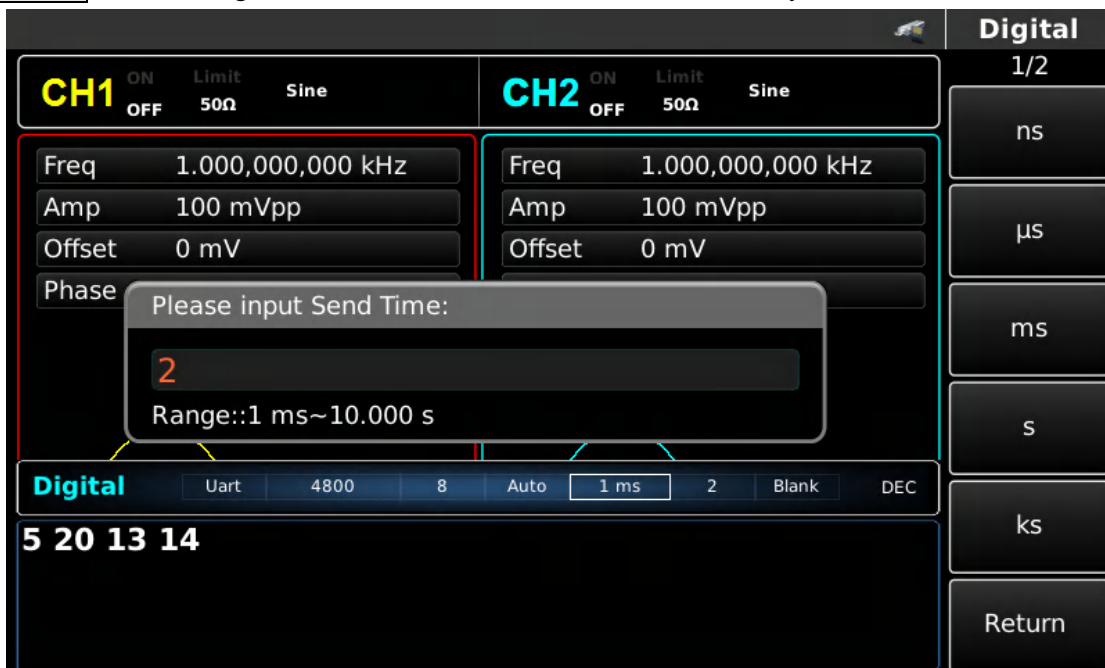 Digital
1/2
CH1 ON OFF Limit 50Ω Sine
CH2 ON OFF Limit 50Ω Sine
ns
Freq 1.000,000,000 kHz
Freq 1.000,000,000 kHz
Amp 100 mVpp
Amp 100 mVpp
µs
Offset 0 mV
Offset 0 mV
Phase
Please input Send Time:
ms
2
Range::1 ms~10.000 s
s
Digital Uart 4800 8 Auto 1 ms 2 Blank DEC
5 20 13 14
ks
Return